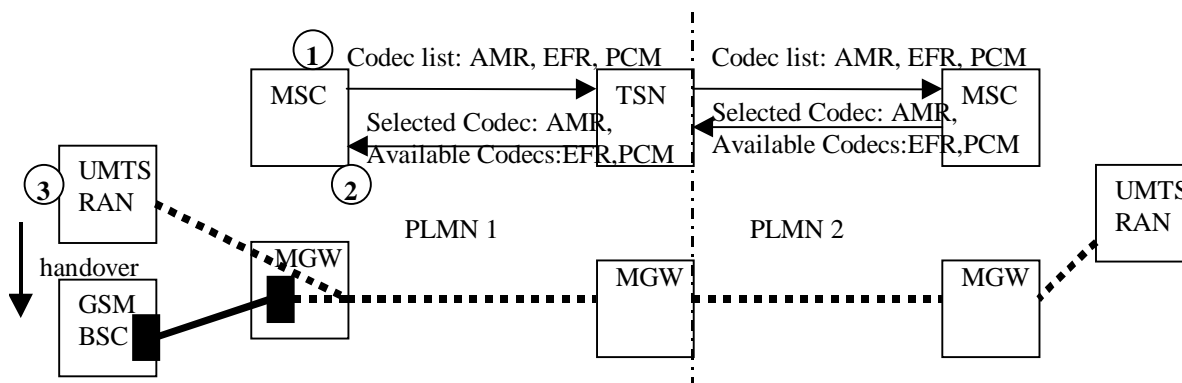 1
Codec list: AMR, EFR, PCM
Codec list: AMR, EFR, PCM
MSC
TSN
MSC
Selected Codec: AMR,
Available Codecs:EFR,PCM
Selected Codec: AMR,
Available Codecs:EFR,PCM
2
3
UMTS
RAN
UMTS
RAN
PLMN 1
PLMN 2
handover
MGW
MGW
MGW
GSM
BSC